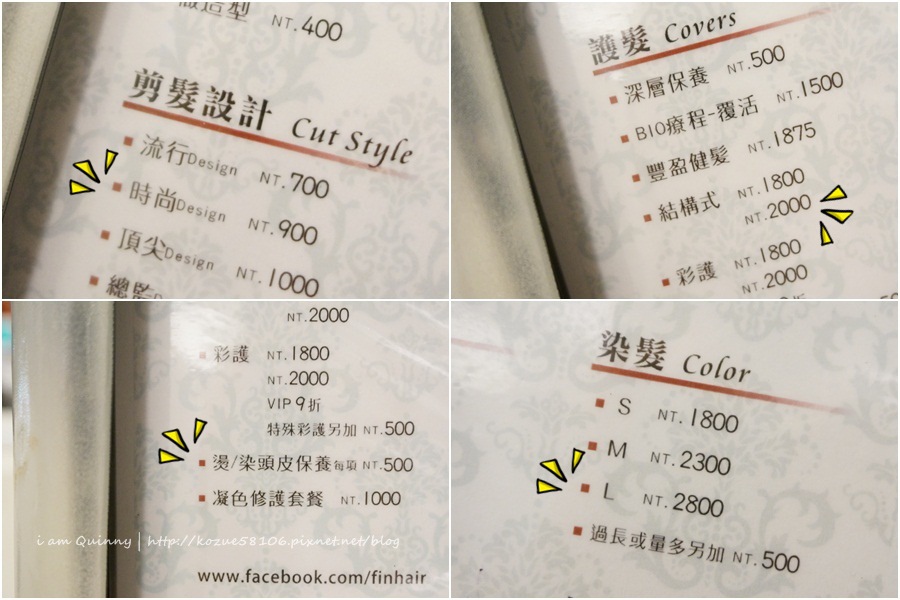 造型 NT.400
剪髮設計 Cut Style
流行Design NT.700
時尚Design NT.900
頂尖Design NT.1000
總監
護髮 Covers
深層保養 NT.500
BIO療程-覆活 NT.1500
豐盈健髮 NT.1875
結構式 NT.1800
NT.2000
彩護 NT.1800
NT.2000
NT.2000
彩護 NT.1800
NT.2000
VIP 9折
特殊彩護另加 NT.500
燙/染頭皮保養每項 NT.500
凝色修護套餐 NT.1000
www.facebook.com/finhair
i am Quinny | http://kozue58106.pixnet.net/blog
染髮 Color
S NT.1800
M NT.2300
L NT.2800
過長或量多另加 NT.500